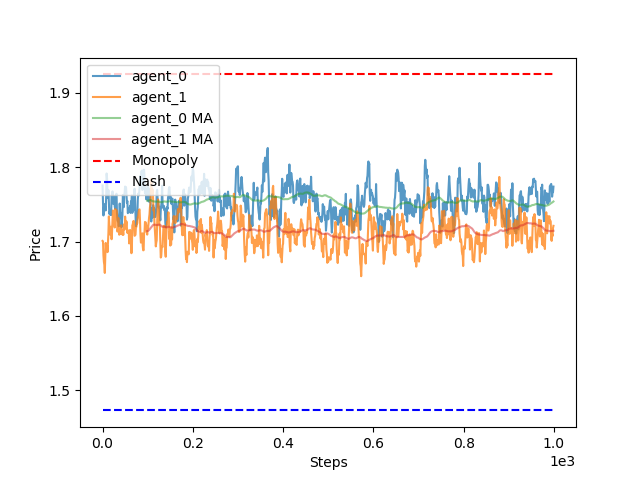 agent_0
agent_1
agent_0 MA
agent_1 MA
Monopoly
Nash
1.9
1.8
1.7
1.6
1.5
Price
0.0 0.2 0.4 0.6 0.8 1.0
Steps
1e3